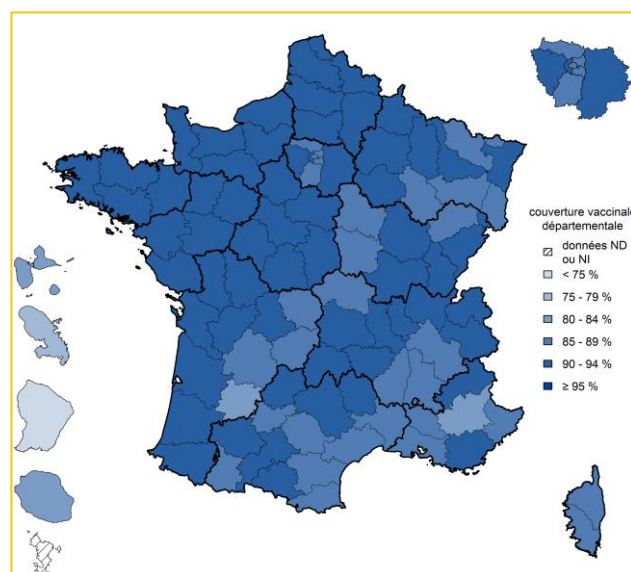 couverture vaccinale
départementale
données ND
ou NI
< 75 %
75 - 79 %
80 - 84 %
85 - 89 %
90 - 94 %
≥ 95 %